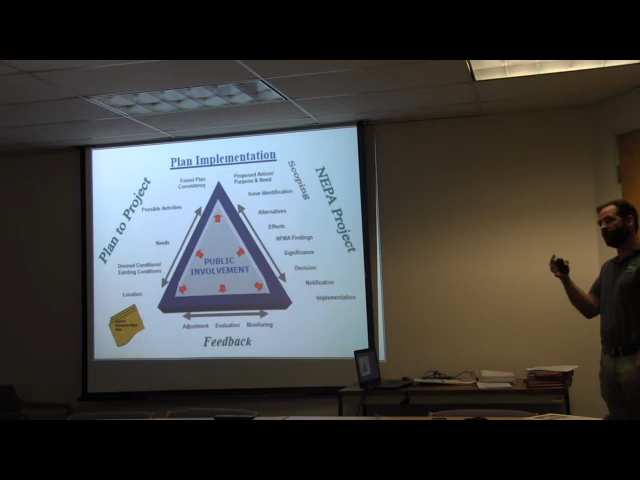 Plan Implementation
Forest Plan
Consistency
Proposed Action/
Purpose & Need
Scoping
Issue Identification
NEPA Project
Plan to Project
Possible Activities
Alternatives
Effects
Needs
NFMA Findings
Significance
PUBLIC
INVOLVEMENT
Desired Conditions/
Existing Conditions
Decision
Notification
Location
Implementation
Adjustment Evaluation Monitoring
Feedback